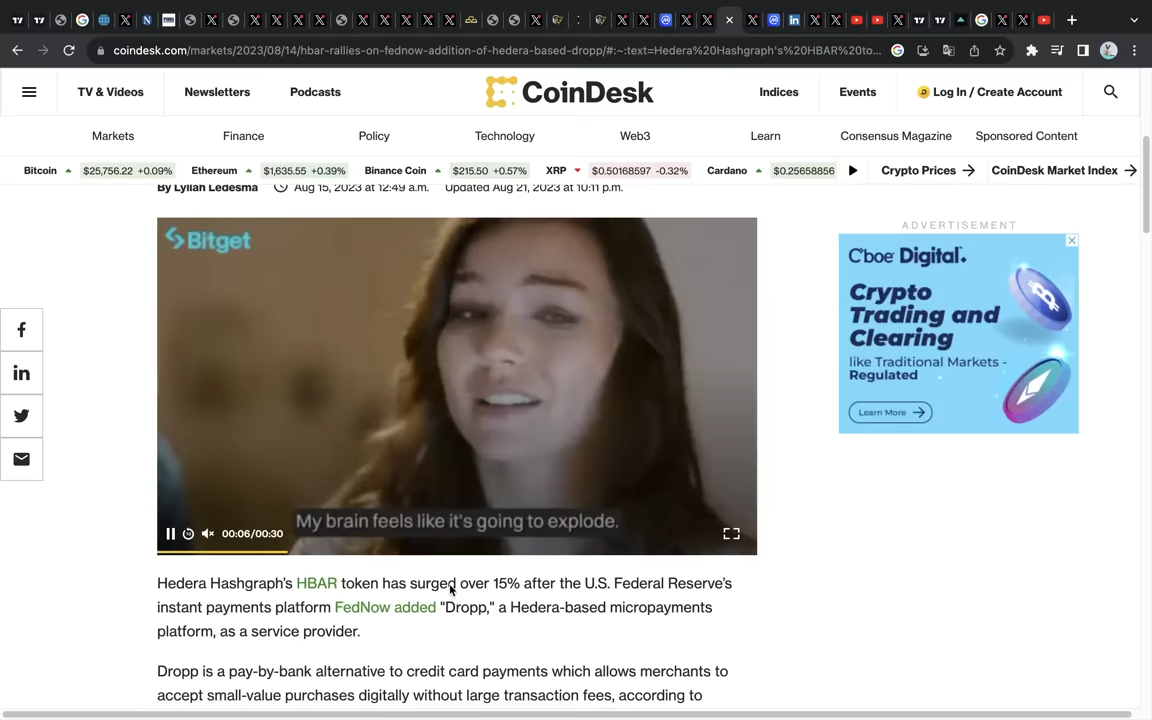 coindesk.com/markets/2023/08/14/hbar-rallies-on-fednow-addition-of-hedera-based-dropp/#:~:text=Hedera%20Hashgraph's%20HBAR%20to...
TV & Videos
Newsletters
Podcasts
CoinDesk
Indices
Events
Log In / Create Account
Markets
Finance
Policy
Technology
Web3
Learn
Consensus Magazine
Sponsored Content
Bitcoin $25,756.22 +0.09%
Ethereum $1,635.55 +0.39%
Binance Coin $215.50 +0.57%
XRP $0.50168597 -0.32%
Cardano $0.25658856
Crypto Prices
CoinDesk Market Index
By Lyllah Ledesma
Aug 15, 2023 at 12:49 a.m.
Updated Aug 21, 2023 at 10:11 p.m.
Bitget
My brain feels like it's going to explode.
00:06/00:30
ADVERTISEMENT
Cboe Digital
Crypto
Trading and
Clearing
like Traditional Markets -
Regulated
Learn More
Hedera Hashgraph's HBAR token has surged over 15% after the U.S. Federal Reserve's
instant payments platform FedNow added "Dropp," a Hedera-based micropayments
platform, as a service provider.
Dropp is a pay-by-bank alternative to credit card payments which allows merchants to
accept small-value purchases digitally without large transaction fees, according to